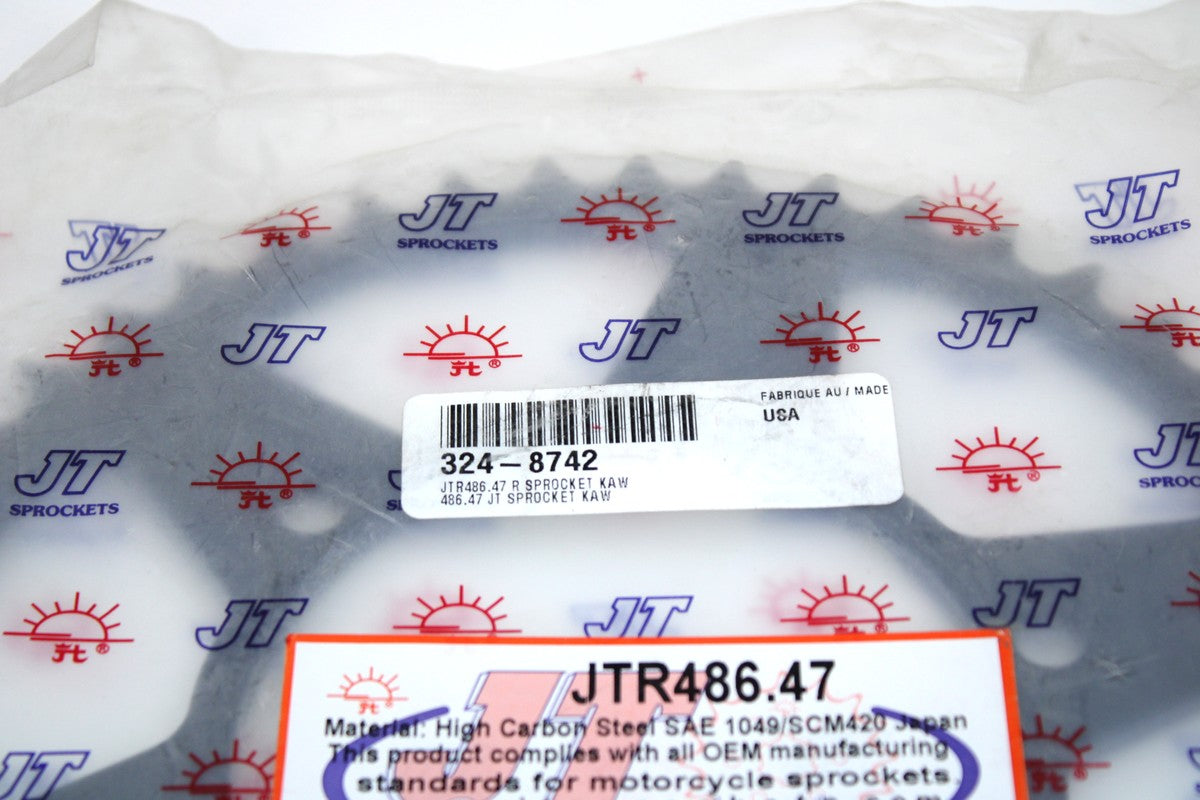 JT SPROCKETS
JT SPROCKETS
JT SPROCKETS
JT SPROCKETS
JT
JT
JT
FABRIQUE AU / MADE
USA
324-8742
JTR486.47 R SPROCKET KAW
486.47 JT SPROCKET KAW
JT SPROCKETS
JT SPROCKETS
JT
JT
JT
JTR486.47
Material: High Carbon Steel SAE 1049/SCM420 Japan
This product complies with all OEM manufacturing
standards for motorcycle sprockets
JT
JT